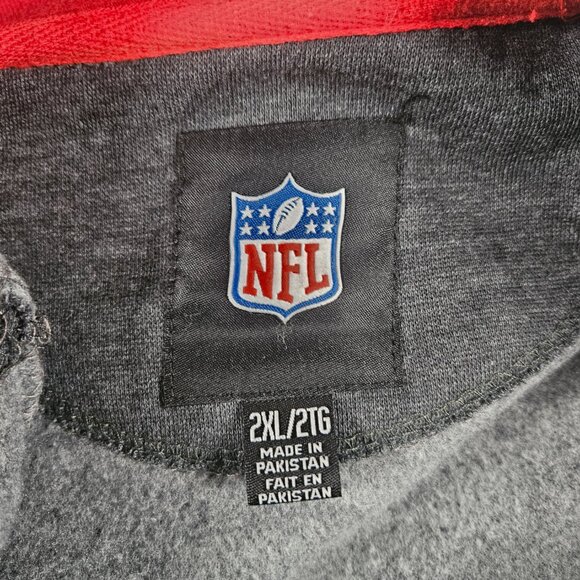 NFL
2XL/2TG
MADE IN
PAKISTAN
FAIT EN
PAKISTAN